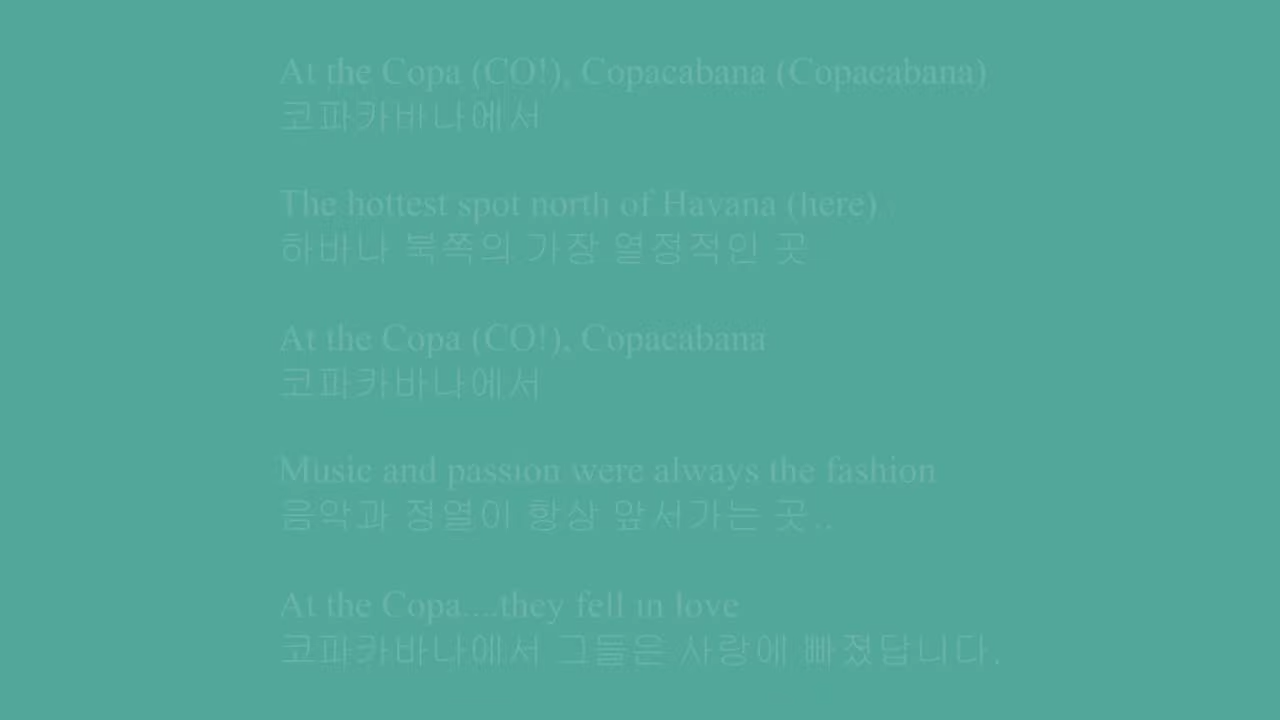 At the Copa (CO!), Copacabana (Copacabana)
코파카바나에서
The hottest spot north of Havana (here)
하바나 북쪽의 가장 열정적인 곳
At the Copa (CO!), Copacabana
코파카바나에서
Music and passion were always the fashion
음악과 정열이 항상 앞서가는 곳..
At the Copa....they fell in love
코파카바나에서 그들은 사랑에 빠졌답니다.